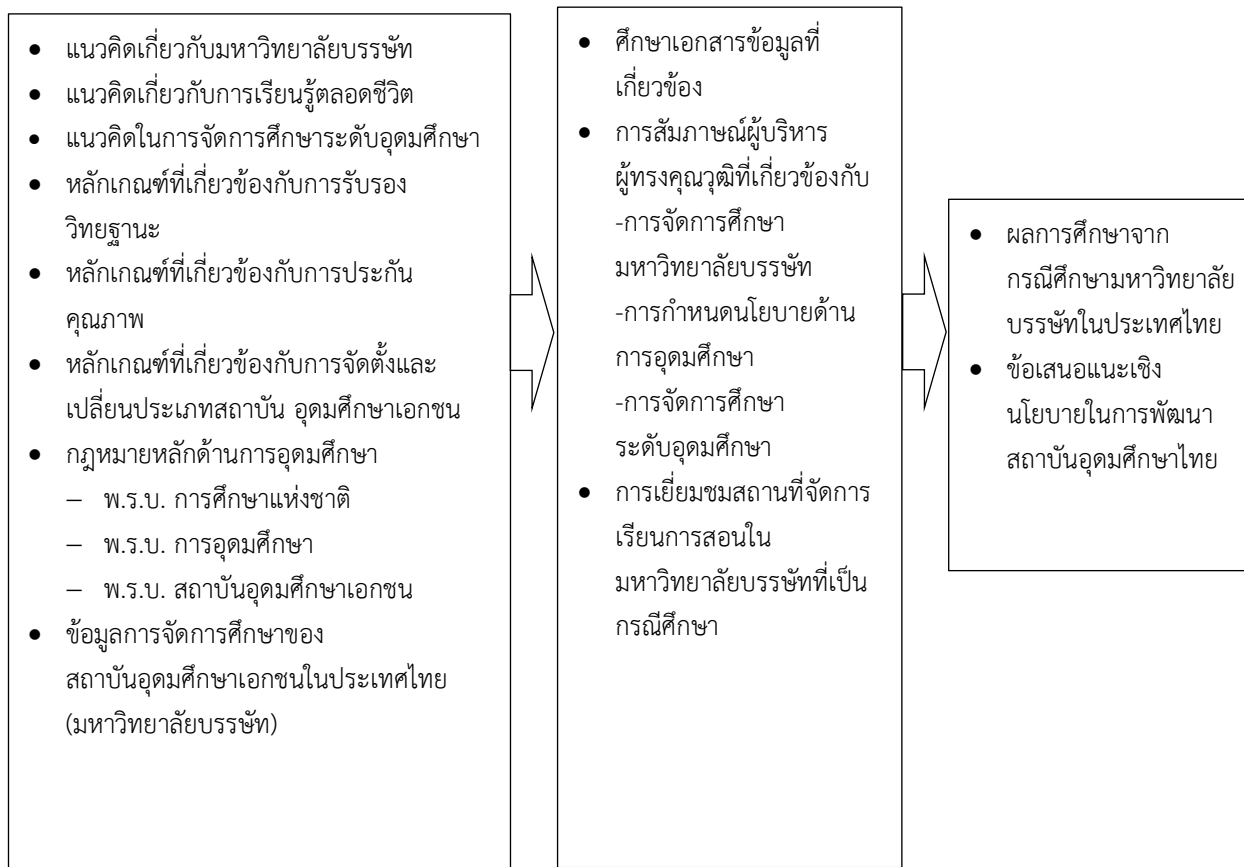 • แนวคิดเกี่ยวกับมหาวิทยาลัยบรรษัท
• แนวคิดเกี่ยวกับการเรียนรู้ตลอดชีวิต
• แนวคิดในการจัดการศึกษาระดับอุดมศึกษา
• หลักเกณฑ์ที่เกี่ยวข้องกับการรับรอง
วิทยฐานะ
• หลักเกณฑ์ที่เกี่ยวข้องกับการประกัน
คุณภาพ
• หลักเกณฑ์ที่เกี่ยวข้องกับการจัดตั้งและ
เปลี่ยนประเภทสถาบัน อุดมศึกษาเอกชน
• กฎหมายหลักด้านการอุดมศึกษา
– พ.ร.บ. การศึกษาแห่งชาติ
– พ.ร.บ. การอุดมศึกษา
– พ.ร.บ. สถาบันอุดมศึกษาเอกชน
• ข้อมูลการจัดการศึกษาของ
สถาบันอุดมศึกษาเอกชนในประเทศไทย
(มหาวิทยาลัยบรรษัท)
• ศึกษาเอกสารข้อมูลที่
เกี่ยวข้อง
• การสัมภาษณ์ผู้บริหาร
ผู้ทรงคุณวุฒิที่เกี่ยวข้องกับ
-การจัดการศึกษา
มหาวิทยาลัยบรรษัท
-การกำหนดนโยบายด้าน
การอุดมศึกษา
-การจัดการศึกษา
ระดับอุดมศึกษา
• การเยี่ยมชมสถานที่จัดการ
เรียนการสอนใน
มหาวิทยาลัยบรรษัทที่เป็น
กรณีศึกษา
• ผลการศึกษาจาก
กรณีศึกษามหาวิทยาลัย
บรรษัทในประเทศไทย
• ข้อเสนอแนะเชิง
นโยบายในการพัฒนา
สถาบันอุดมศึกษาไทย